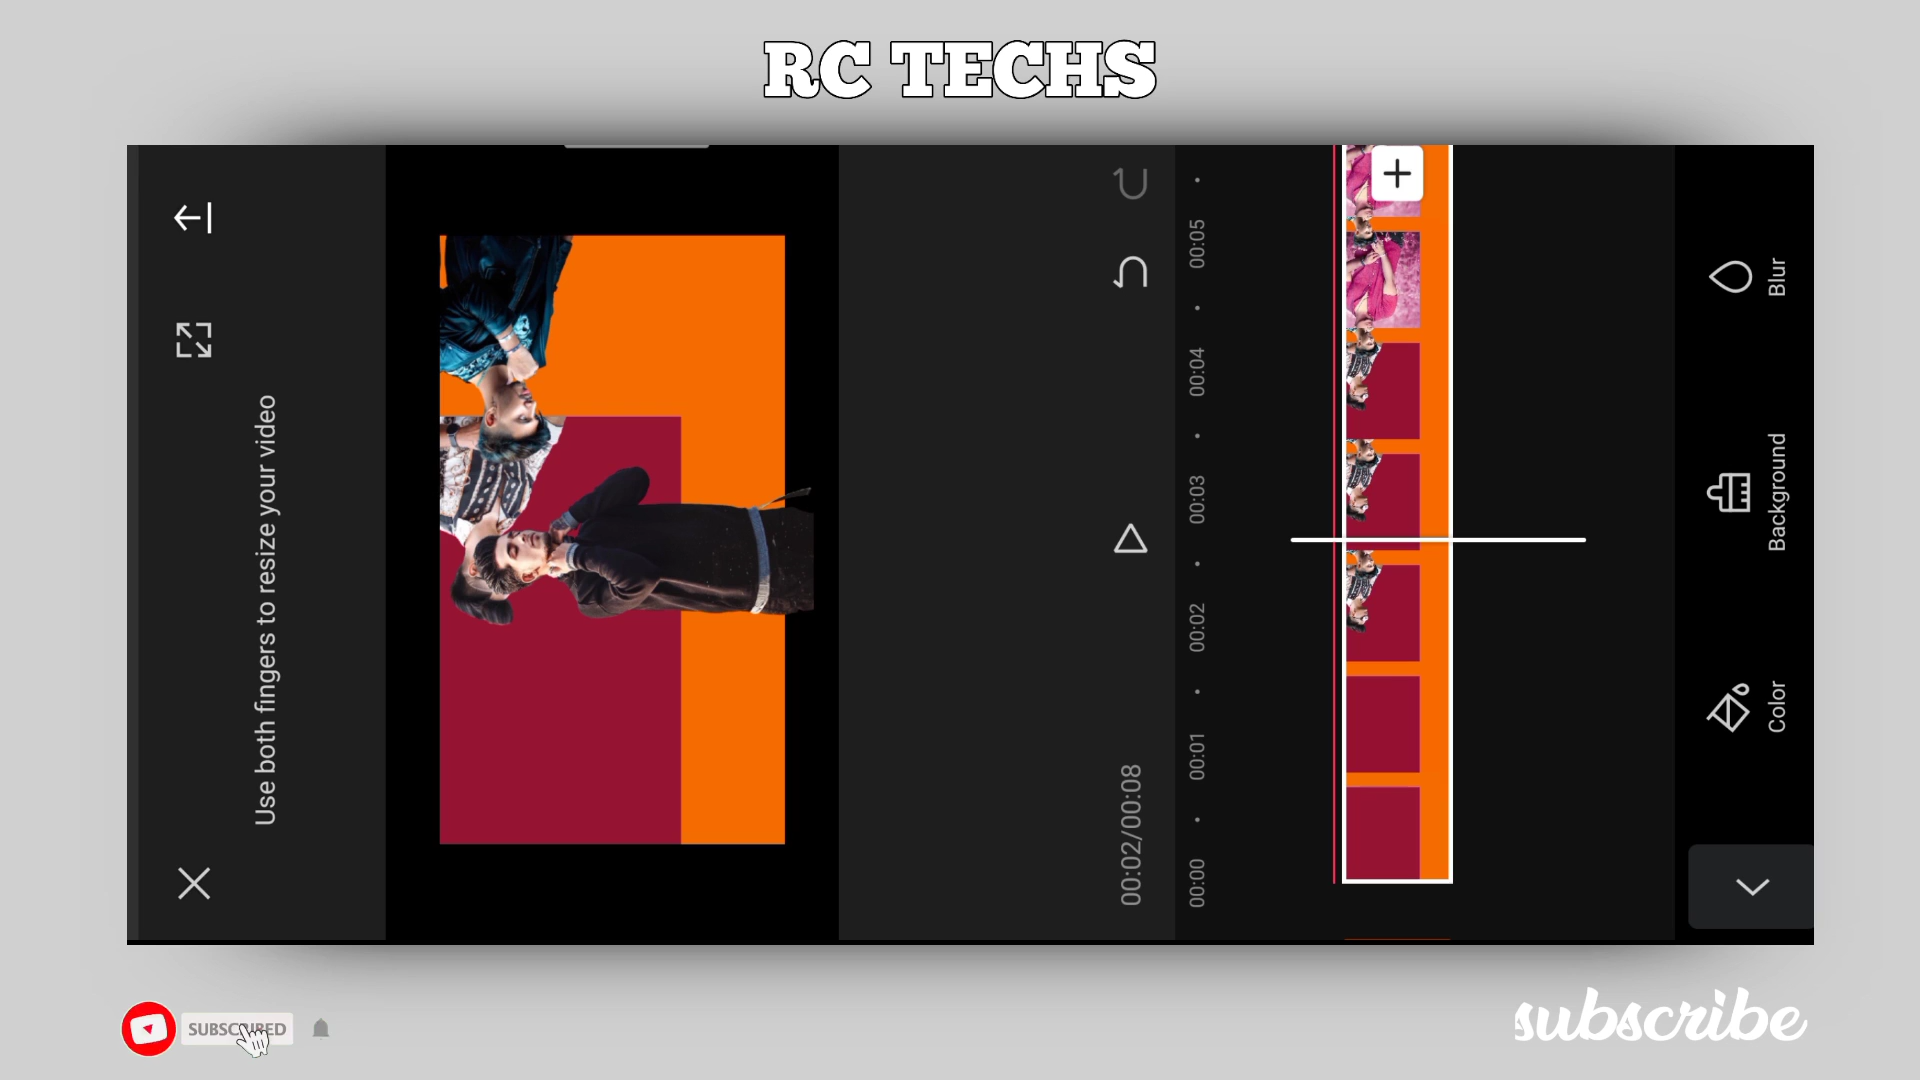 RC TECHS
Use both fingers to resize your video
00:02/00:08
00:00
00:01
00:02
00:03
00:04
00:05
Color
Background
Blur
SUBSCRIBED
subscribe